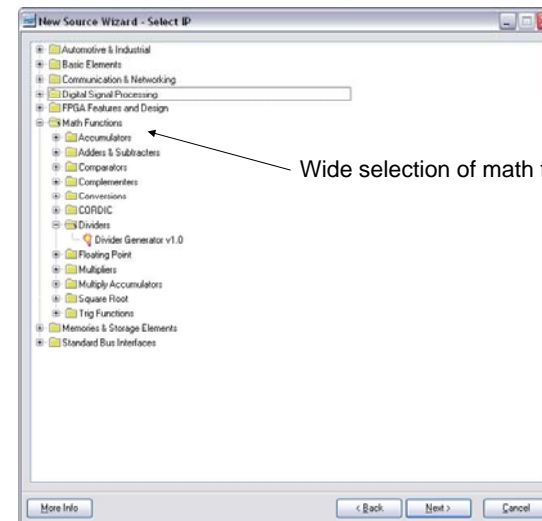 New Source Wizard - Select IP
Automotive & Industrial
Basic Elements
Communication & Networking
Digital Signal Processing
FPGA Features and Design
Math Functions
Accumulators
Adders & Subtracters
Comparators
Complementers
Conversions
CORDIC
Dividers
Divider Generator v1.0
Floating Point
Multipliers
Multiply Accumulators
Square Root
Trig Functions
Memories & Storage Elements
Standard Bus Interfaces
Wide selection of math
More Info
< Back
Next >
Cancel